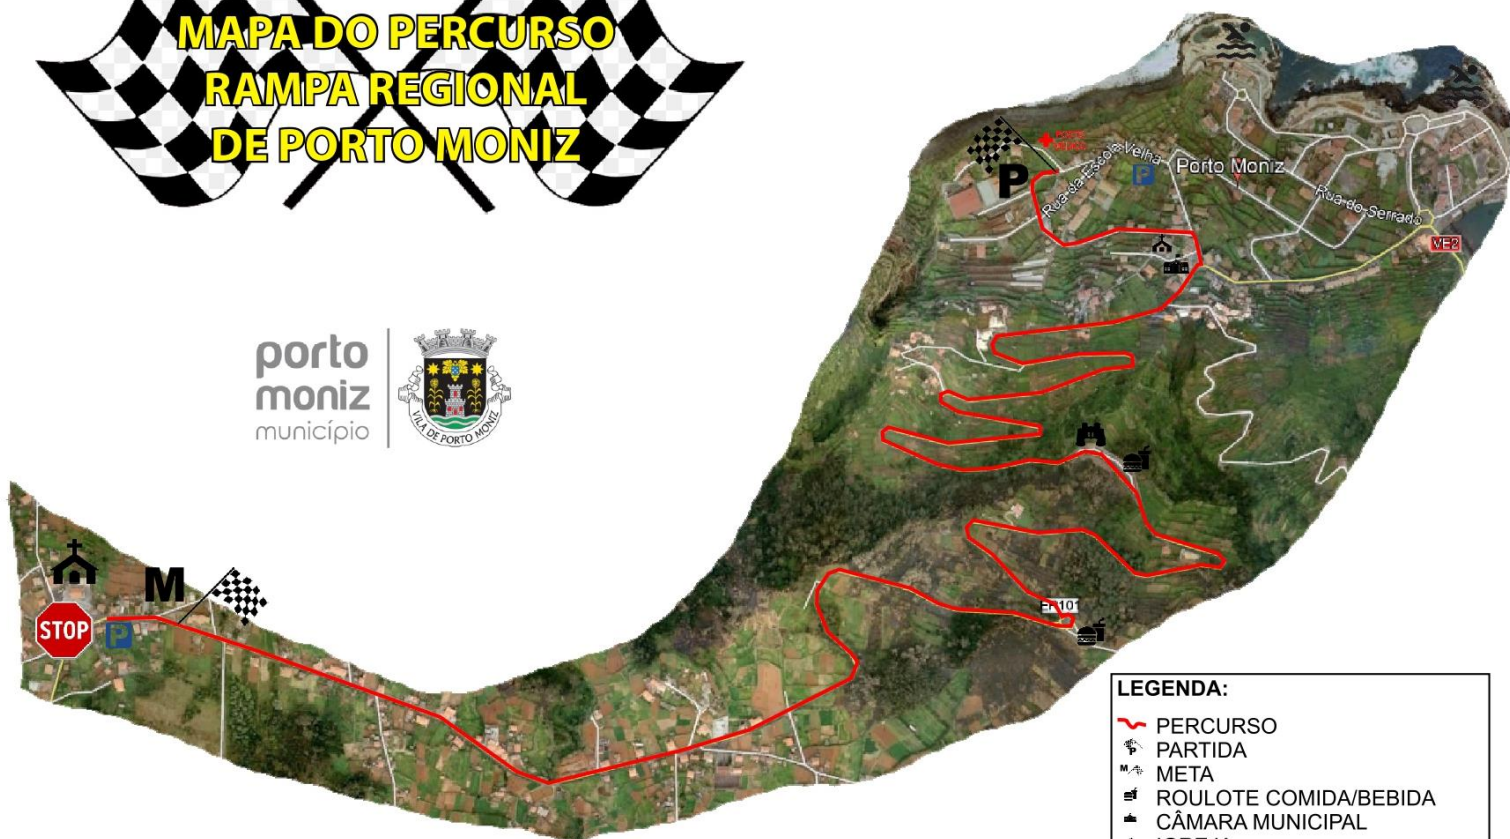 MAPA DO PERCURSO
RAMPA REGIONAL
DE PORTO MONIZ
porto
moniz
município
VILA DE PORTO MONIZ
P
Rua da Escola Velha
P
Porto Moniz
Rua do Serrado
VE2
ER101
M
STOP
P
LEGENDA:
PERCURSO
P
PARTIDA
M
META
ROULOTE COMIDA/BEBIDA
CÂMARA MUNICIPAL